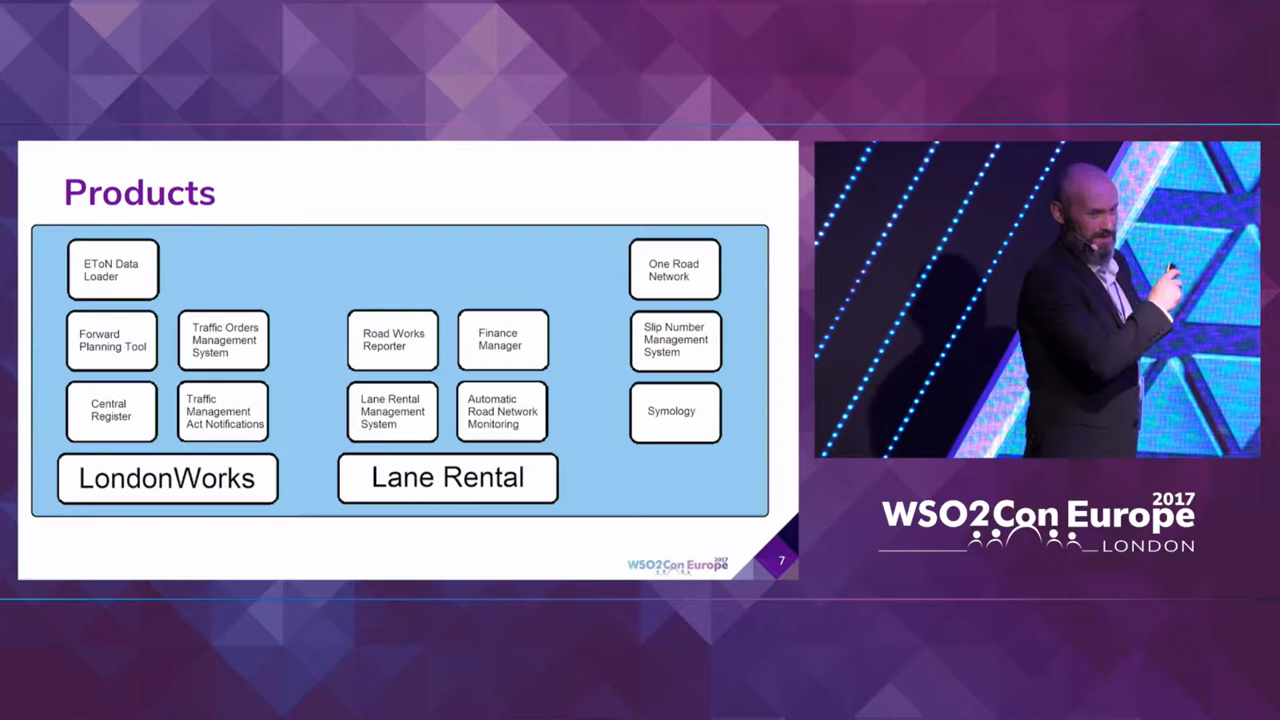 Products
EToN Data
Loader
One Road
Network
Forward
Planning Tool
Traffic Orders
Management
System
Road Works
Reporter
Finance
Manager
Slip Number
Management
System
Central
Register
Traffic
Management
Act Notifications
Lane Rental
Management
System
Automatic
Road Network
Monitoring
Symology
LondonWorks
Lane Rental
WSO2Con Europe 2017
7
2017
WSO2Con Europe
LONDON